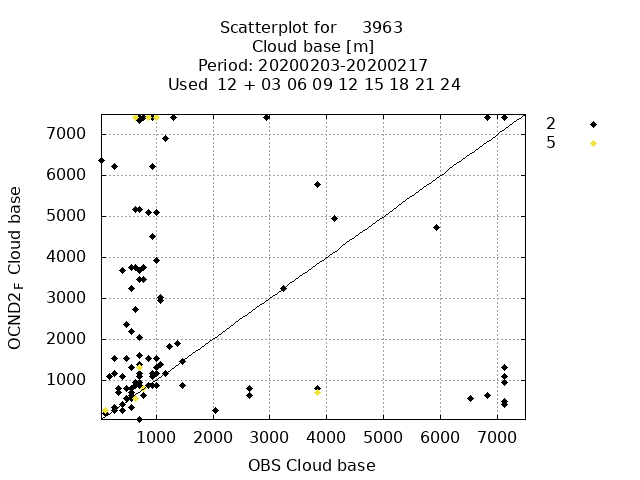 Scatterplot for 3963
Cloud base [m]
Period: 20200203-20200217
Used 12 + 03 06 09 12 15 18 21 24
2
5
7000
6000
5000
4000
3000
2000
1000
OCND2F Cloud base
1000 2000 3000 4000 5000 6000 7000
OBS Cloud base